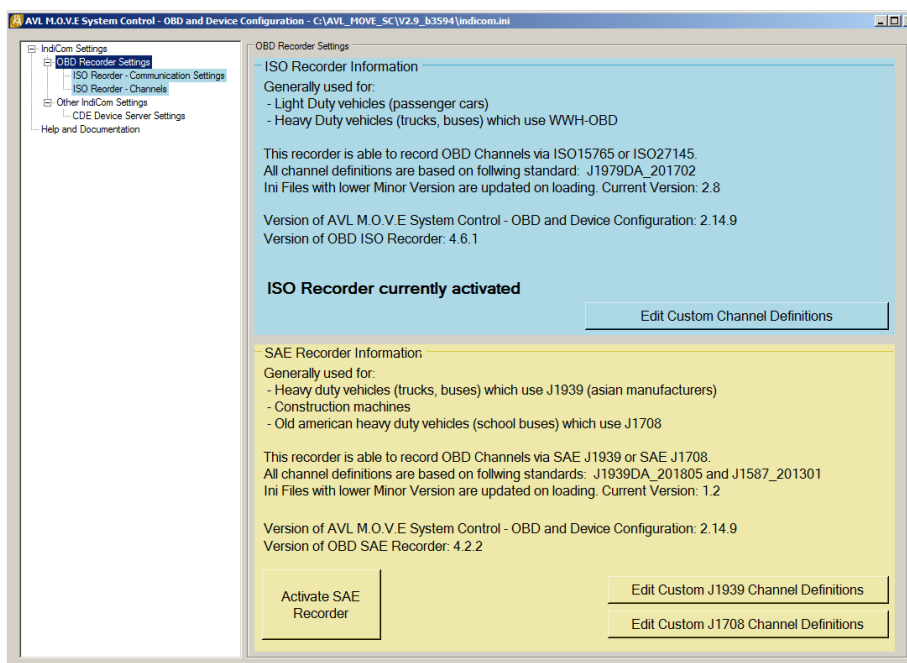 AVL M.O.V.E System Control - OBD and Device Configuration - C:\AVL_MOVE_SC\V2.9_b3594\indicom.ini
IndiCom Settings
OBD Recorder Settings
ISO Reorder - Communication Settings
ISO Reorder - Channels
Other IndiCom Settings
CDE Device Server Settings
Help and Documentation
OBD Recorder Settings
ISO Recorder Information
Generally used for:
- Light Duty vehicles (passenger cars)
- Heavy Duty vehicles (trucks, buses) which use WWH-OBD
This recorder is able to record OBD Channels via ISO15765 or ISO27145.
All channel definitions are based on follwing standard: J1979DA_201702
Ini Files with lower Minor Version are updated on loading. Current Version: 2.8
Version of AVL M.O.V.E System Control - OBD and Device Configuration: 2.14.9
Version of OBD ISO Recorder: 4.6.1
ISO Recorder currently activated
Edit Custom Channel Definitions
SAE Recorder Information
Generally used for:
- Heavy duty vehicles (trucks, buses) which use J1939 (asian manufacturers)
- Construction machines
- Old american heavy duty vehicles (school buses) which use J1708
This recorder is able to record OBD Channels via SAE J1939 or SAE J1708.
All channel definitions are based on follwing standards: J1939DA_201805 and J1587_201301
Ini Files with lower Minor Version are updated on loading. Current Version: 1.2
Version of AVL M.O.V.E System Control - OBD and Device Configuration: 2.14.9
Version of OBD SAE Recorder: 4.2.2
Activate SAE
Recorder
Edit Custom J1939 Channel Definitions
Edit Custom J1708 Channel Definitions